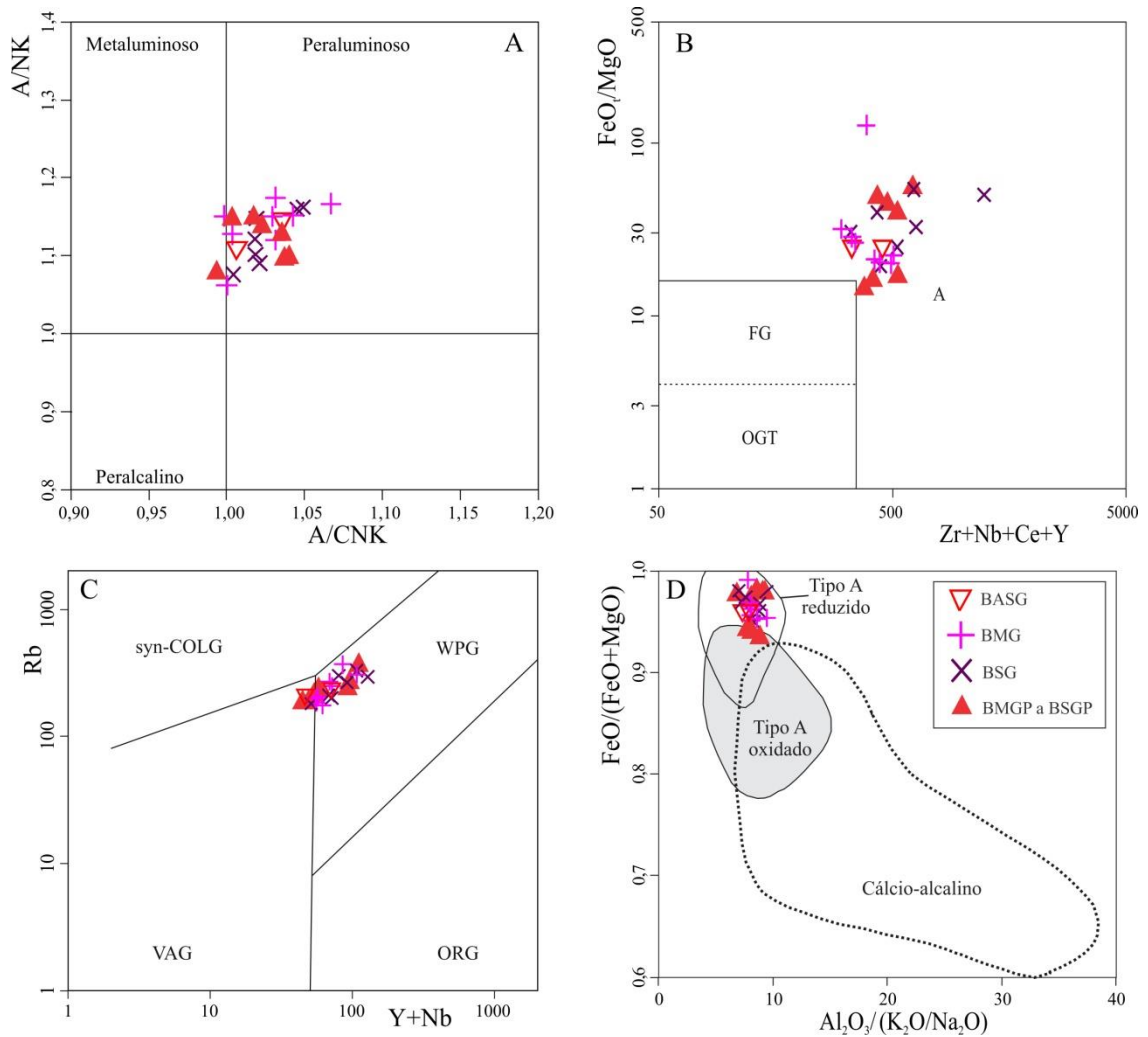 A
Metaluminoso
Peraluminoso
Peralcalino
A/NK
1,4
1,3
1,2
1,1
1,0
0,9
0,8
0,90
0,95
1,00
1,05
1,10
1,15
1,20
A/CNK
B
FeOt/MgO
500
100
30
10
3
1
FG
OGT
A
50
500
5000
Zr+Nb+Ce+Y
C
Rb
1000
100
10
1
syn-COLG
WPG
VAG
ORG
1
10
100
1000
Y+Nb
D
FeO/(FeO+MgO)
1,0
0,9
0,8
0,7
0,6
Tipo A
reduzido
Tipo A
oxidado
Cálcio-alcalino
BASG
BMG
BSG
BMGP a BSGP
0
10
20
30
40
Al₂O₃/(K₂O/Na₂O)